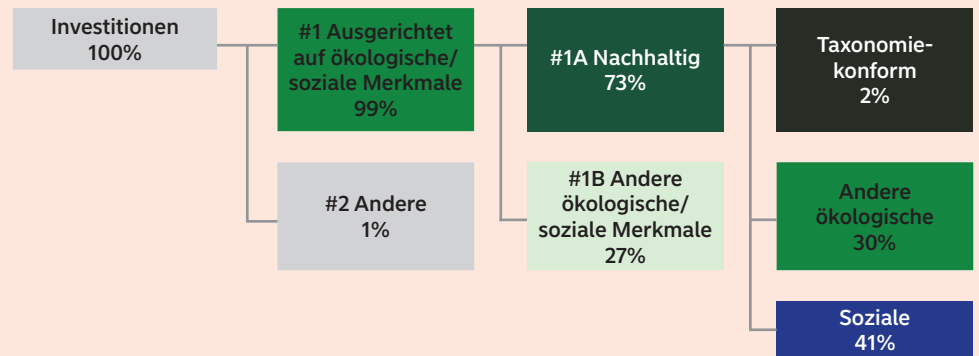 Investitionen
100%
#1 Ausgerichtet
auf ökologische/
soziale Merkmale
99%
#1A Nachhaltig
73%
Taxonomie-
konform
2%
#2 Andere
1%
#1B Andere
ökologische/
soziale Merkmale
27%
Andere
ökologische
30%
Soziale
41%